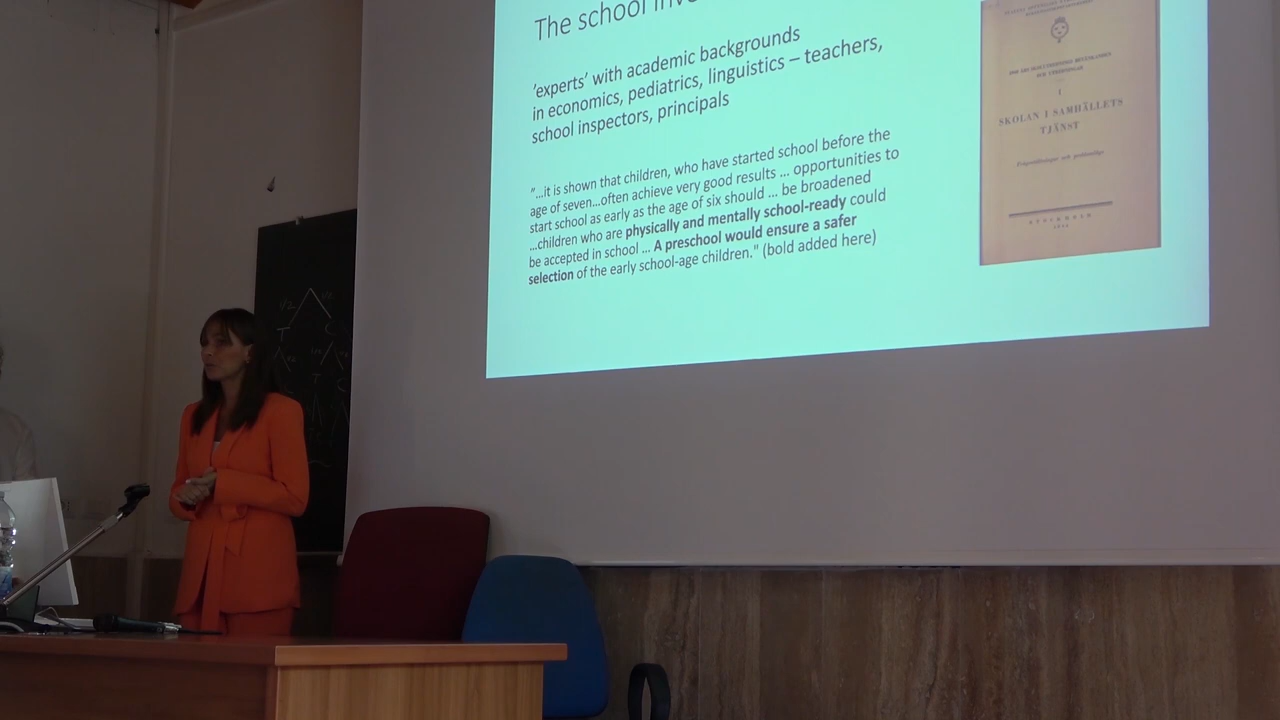 The school
'experts' with academic backgrounds
in economics, pediatrics, linguistics – teachers,
school inspectors, principals
"...it is shown that children, who have started school before the
age of seven...often achieve very good results ... opportunities to
start school as early as the age of six should ... be broadened
...children who are physically and mentally school-ready could
be accepted in school ... A preschool would ensure a safer
selection of the early school-age children." (bold added here)
I
SKOLAN I SAMHÄLLETS
TJÄNST
STOCKHOLM
T